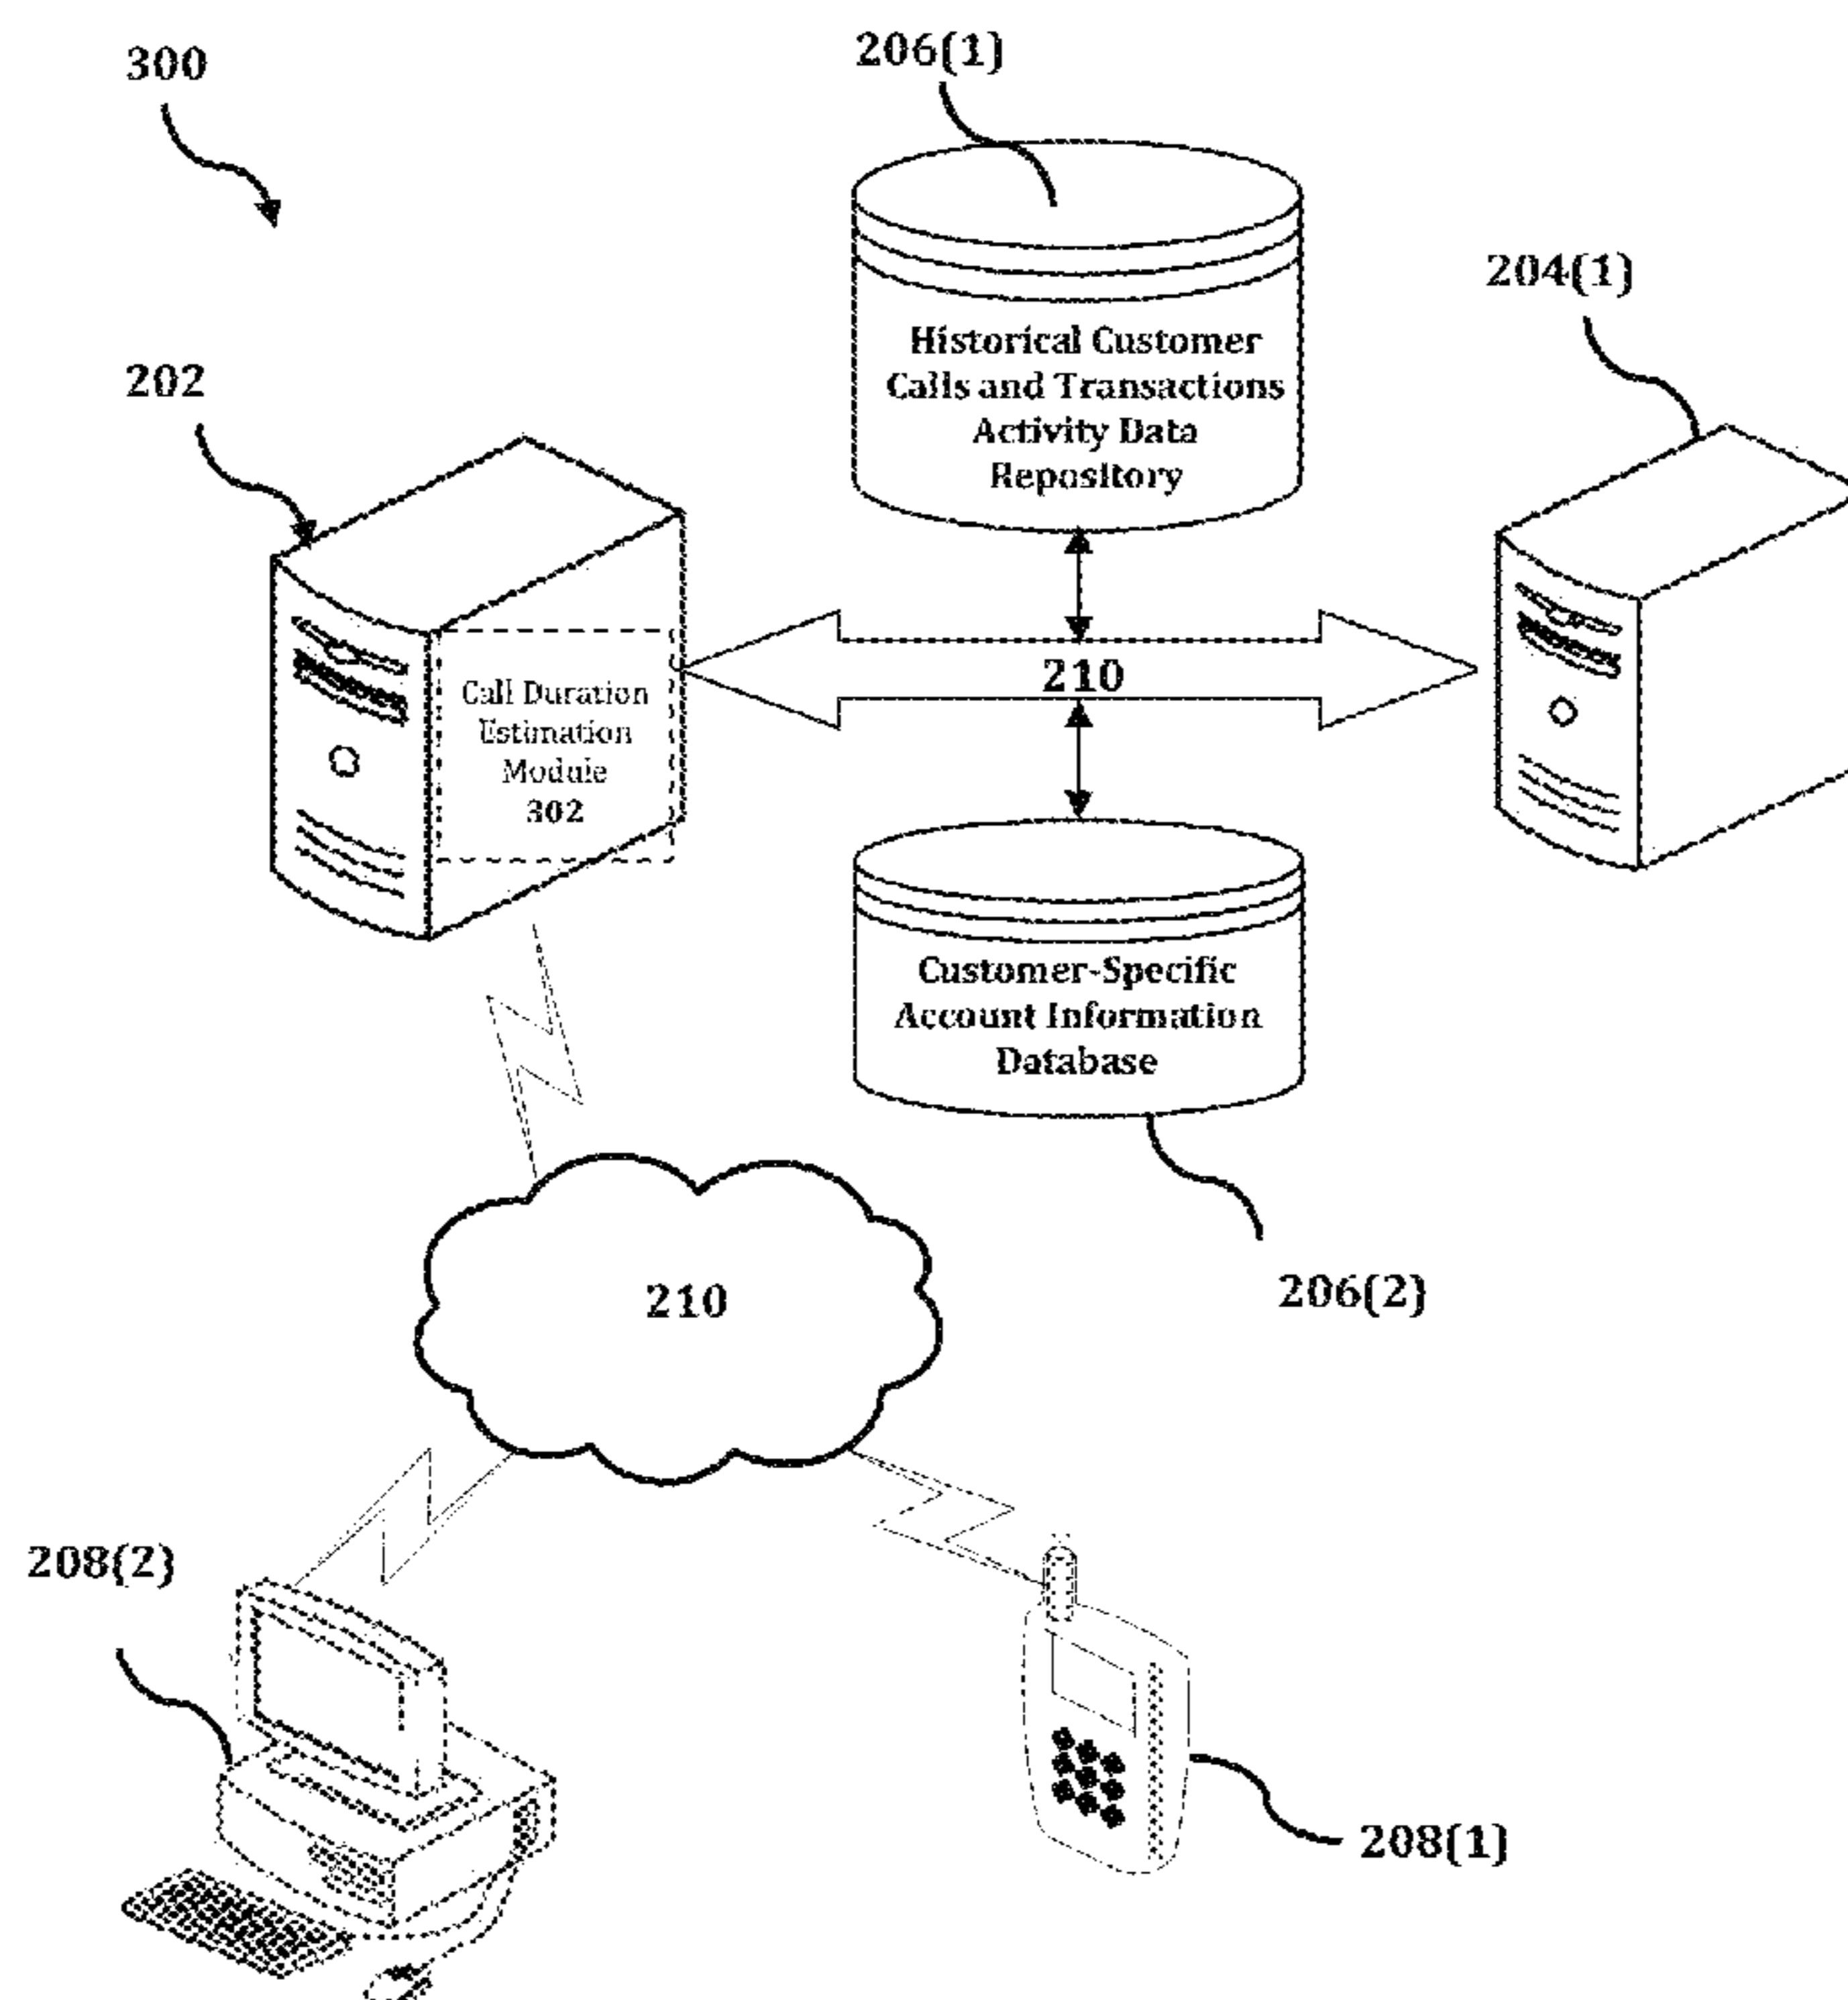 300
206(1)
204(1)
Historical Customer
Calls and Transactions
Activity Data
Repository
202
210
Call Duration
Estimation
Module
302
Customer-Specific
Account Information
Database
210
206(2)
208(2)
208(1)